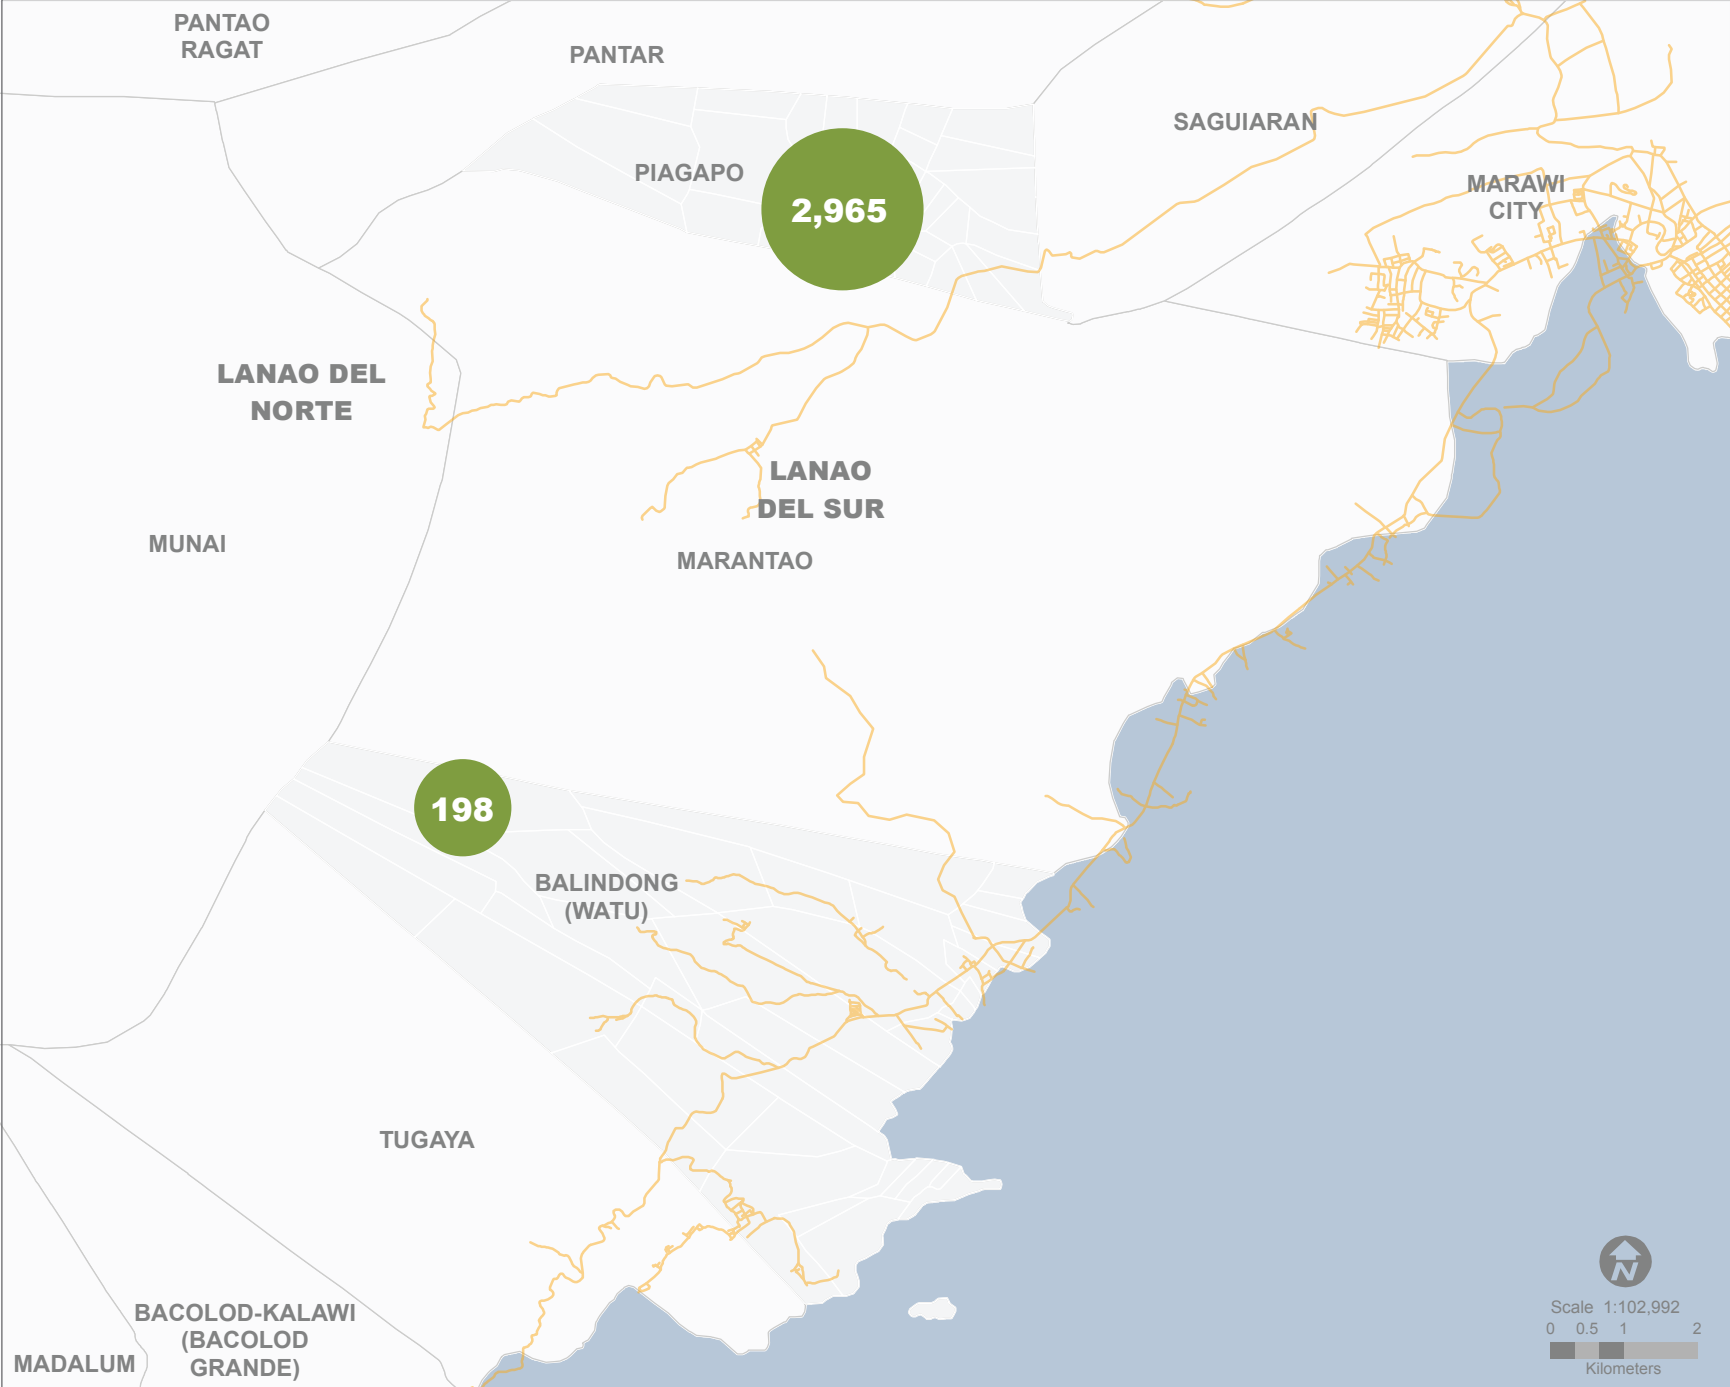 PANTAO
RAGAT
PANTAR
SAGUIARAN
PIAGAPO
MARAWI
CITY
2,965
LANAO DEL
NORTE
LANAO
DEL SUR
MUNAI
MARANTAO
198
BALINDONG
(WATU)
TUGAYA
BACOLOD-KALAWI
(BACOLOD
GRANDE)
MADALUM
N
Scale 1:102,992
0 0.5 1 2
Kilometers